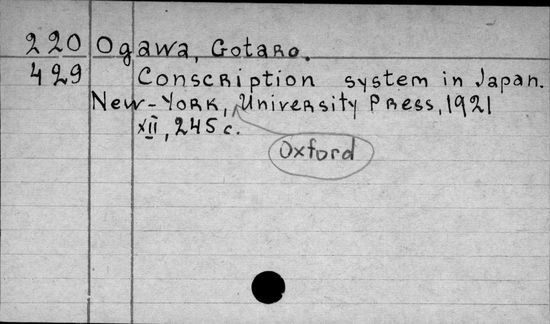 220 Ogawa, Gotaro.
429 Conscription system in Japan.
New-York, University Press, 1921
XII, 245 c.
Oxford